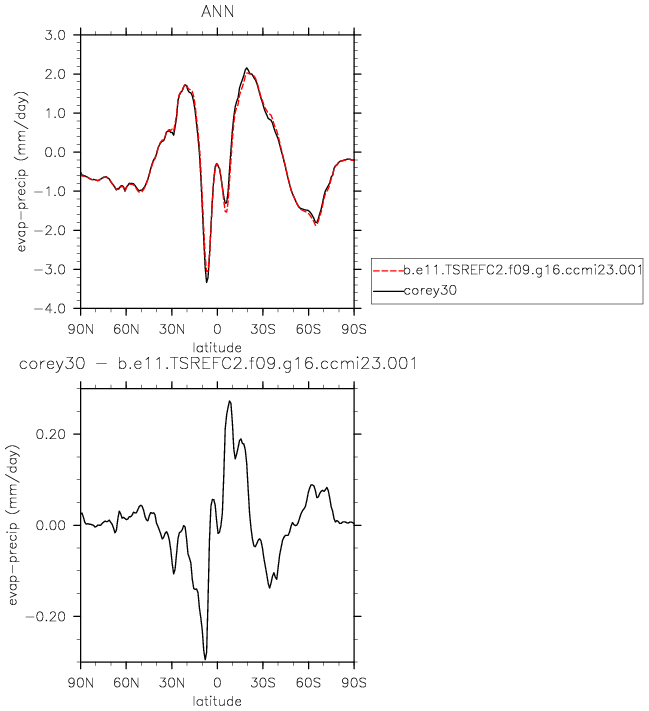 ANN
3.0
2.0
1.0
0.0
−1.0
−2.0
−3.0
−4.0
evap−precip (mm/day)
90N 60N 30N 0 30S 60S 90S
latitude
b.e11.TSREFC2.f09.g16.ccmi23.001
corey30
corey30 − b.e11.TSREFC2.f09.g16.ccmi23.001
0.20
0.00
−0.20
evap−precip (mm/day)
90N 60N 30N 0 30S 60S 90S
latitude